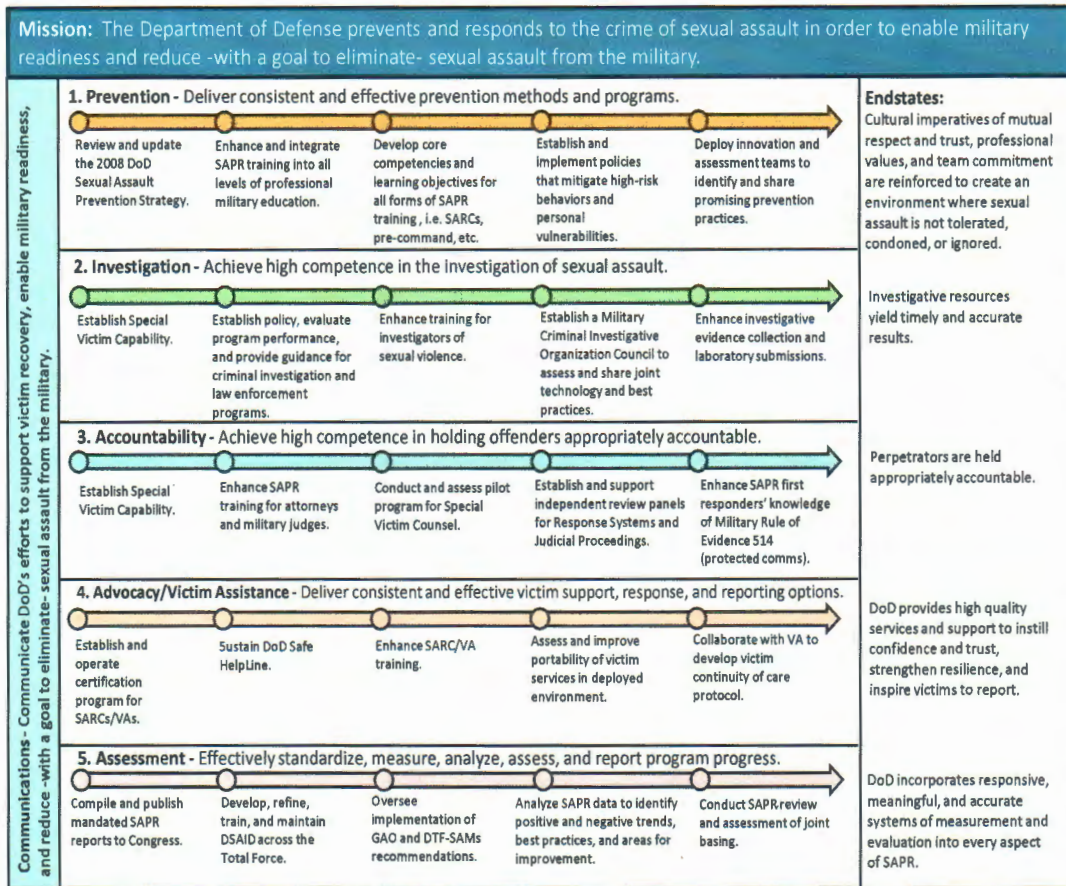 Mission: The Department of Defense prevents and responds to the crime of sexual assault in order to enable military
readiness and reduce -with a goal to eliminate- sexual assault from the military.
Communications - Communicate DoD's efforts to support victim recovery, enable military readiness,
and reduce -with a goal to eliminate- sexual assault from the military.
1. Prevention - Deliver consistent and effective prevention methods and programs.
Review and update
the 2008 DoD
Sexual Assault
Prevention Strategy.
Enhance and integrate
SAPR training into all
levels of professional
military education.
Develop core
competencies and
learning objectives for
all forms of SAPR
training , i.e. SARCs,
pre-command, etc.
Establish and
implement policies
that mitigate high-risk
behaviors and
personal
vulnerabilities.
Deploy innovation and
assessment teams to
identify and share
promising prevention
practices.
Endstates:
Cultural imperatives of mutual
respect and trust, professional
values, and team commitment
are reinforced to create an
environment where sexual
assault is not tolerated,
condoned, or ignored.
2. Investigation - Achieve high competence in the investigation of sexual assault.
Establish Special
Victim Capability.
Establish policy, evaluate
program performance,
and provide guidance for
criminal investigation and
law enforcement
programs.
Enhance training for
investigators of
sexual violence.
Establish a Military
Criminal Investigative
Organization Council to
assess and share joint
technology and best
practices.
Enhance investigative
evidence collection and
laboratory submissions.
Investigative resources
yield timely and accurate
results.
3. Accountability - Achieve high competence in holding offenders appropriately accountable.
Establish Special
Victim Capability.
Enhance SAPR
training for attorneys
and military judges.
Conduct and assess pilot
program for Special
Victim Counsel.
Establish and support
independent review panels
for Response Systems and
Judicial Proceedings.
Enhance SAPR first
responders' knowledge
of Military Rule of
Evidence 514
(protected comms).
Perpetrators are held
appropriately accountable.
4. Advocacy/Victim Assistance - Deliver consistent and effective victim support, response, and reporting options.
Establish and
operate
certification
program for
SARCs/VAs.
Sustain DoD Safe
HelpLine.
Enhance SARC/VA
training.
Assess and improve
portability of victim
services in deployed
environment.
Collaborate with VA to
develop victim
continuity of care
protocol.
DoD provides high quality
services and support to instill
confidence and trust,
strengthen resilience, and
inspire victims to report.
5. Assessment - Effectively standardize, measure, analyze, assess, and report program progress.
Compile and publish
mandated SAPR
reports to Congress.
Develop, refine,
train, and maintain
DSAID across the
Total Force.
Oversee
implementation of
GAO and DTF-SAMs
recommendations.
Analyze SAPR data to identify
positive and negative trends,
best practices, and areas for
improvement.
Conduct SAPR review
and assessment of joint
basing.
DoD incorporates responsive,
meaningful, and accurate
systems of measurement and
evaluation into every aspect
of SAPR.